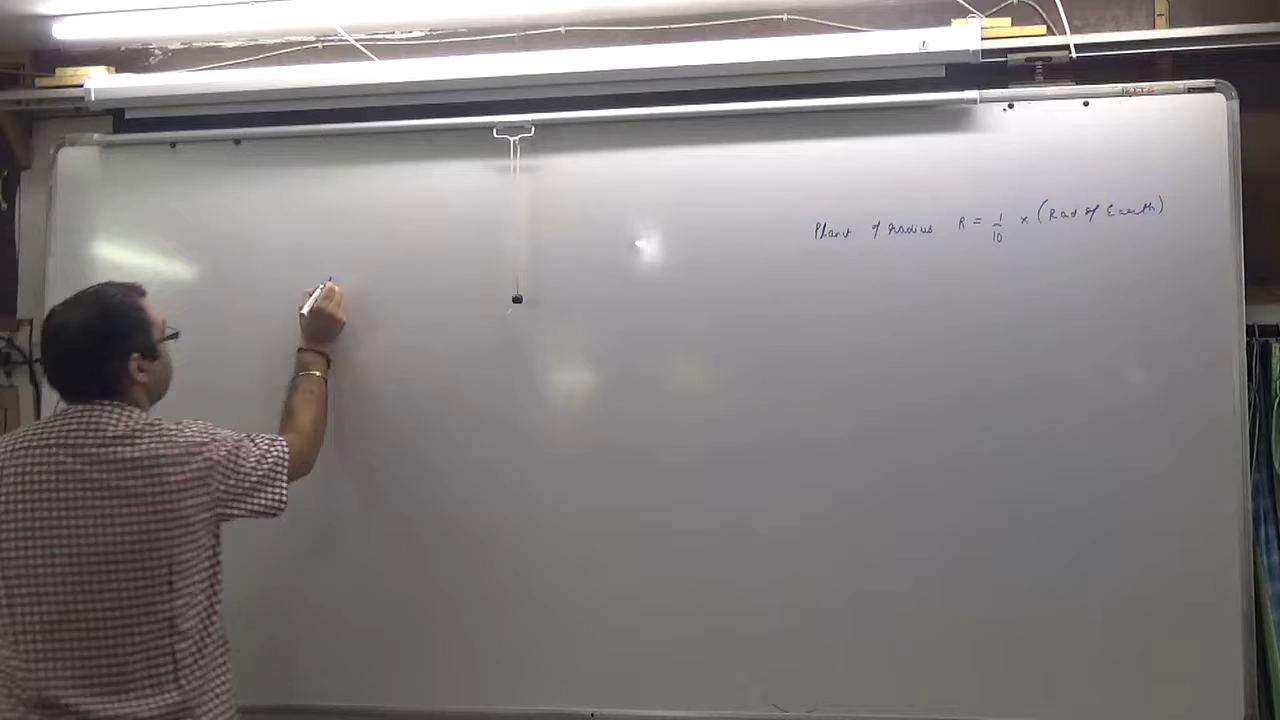 Planet of radius R = 1/10 × (Rad of Earth)